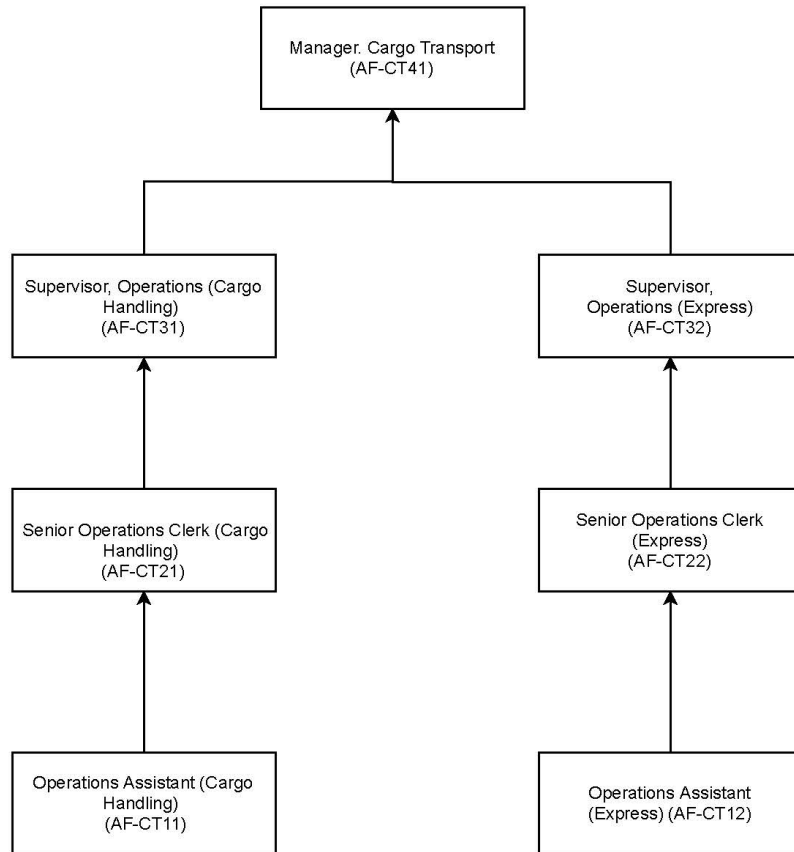 Manager. Cargo Transport
(AF-CT41)
Supervisor, Operations (Cargo
Handling)
(AF-CT31)
Supervisor,
Operations (Express)
(AF-CT32)
Senior Operations Clerk (Cargo
Handling)
(AF-CT21)
Senior Operations Clerk
(Express)
(AF-CT22)
Operations Assistant (Cargo
Handling)
(AF-CT11)
Operations Assistant
(Express) (AF-CT12)